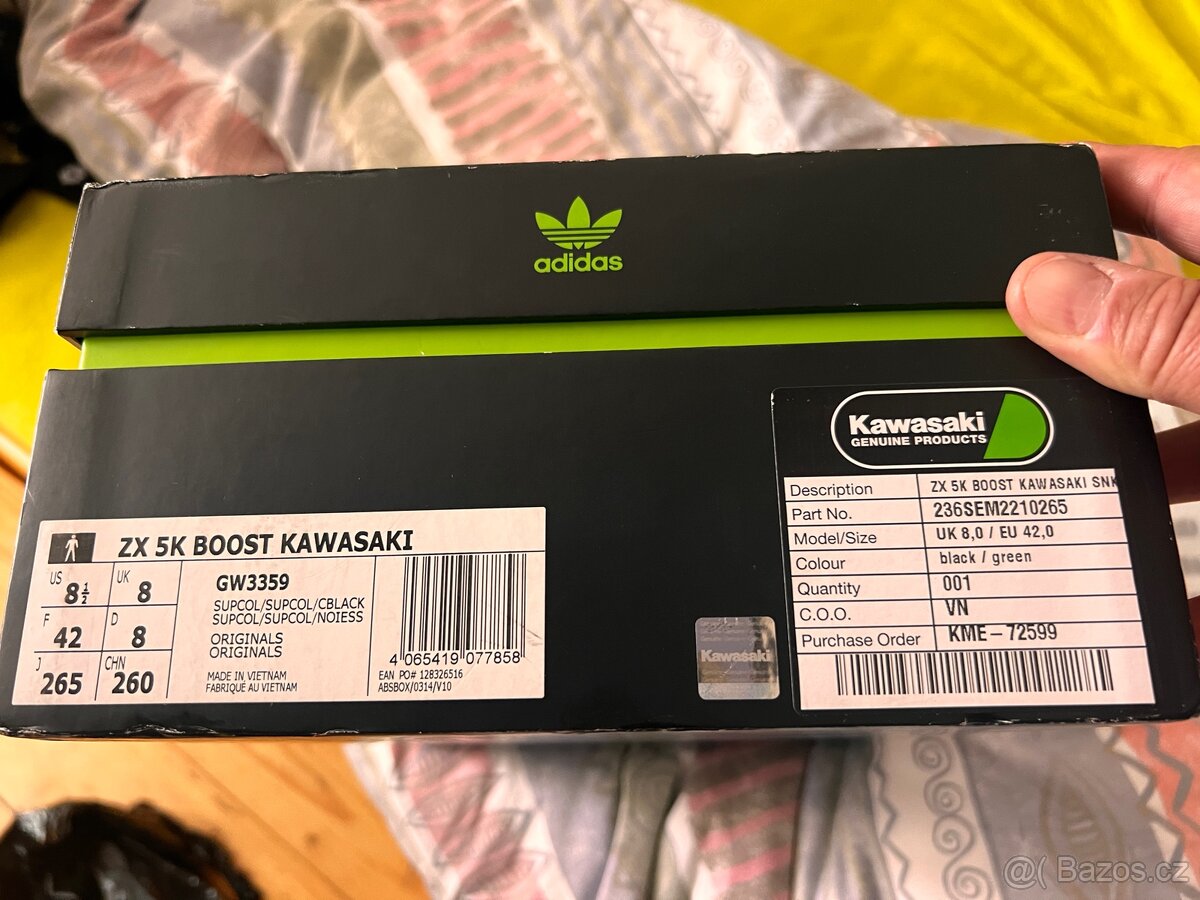 adidas
Kawasaki
GENUINE PRODUCTS
Description ZX 5K BOOST KAWASAKI SNK
Part No. 236SEM2210265
Model/Size UK 8,0 / EU 42,0
Colour black / green
Quantity 001
C.O.O. VN
Purchase Order KME-72599
ZX 5K BOOST KAWASAKI
US 8½ UK 8
F 42 D 8
J 265 CHN 260
GW3359
SUPCOL/SUPCOL/CBLACK
SUPCOL/SUPCOL/NOIESS
ORIGINALS
ORIGINALS
MADE IN VIETNAM
FABRIQUÉ AU VIETNAM
4 065419 077858
EAN PO# 128326516
ABSBOX/0314/V10
Kawasaki
@( Bazos.cz